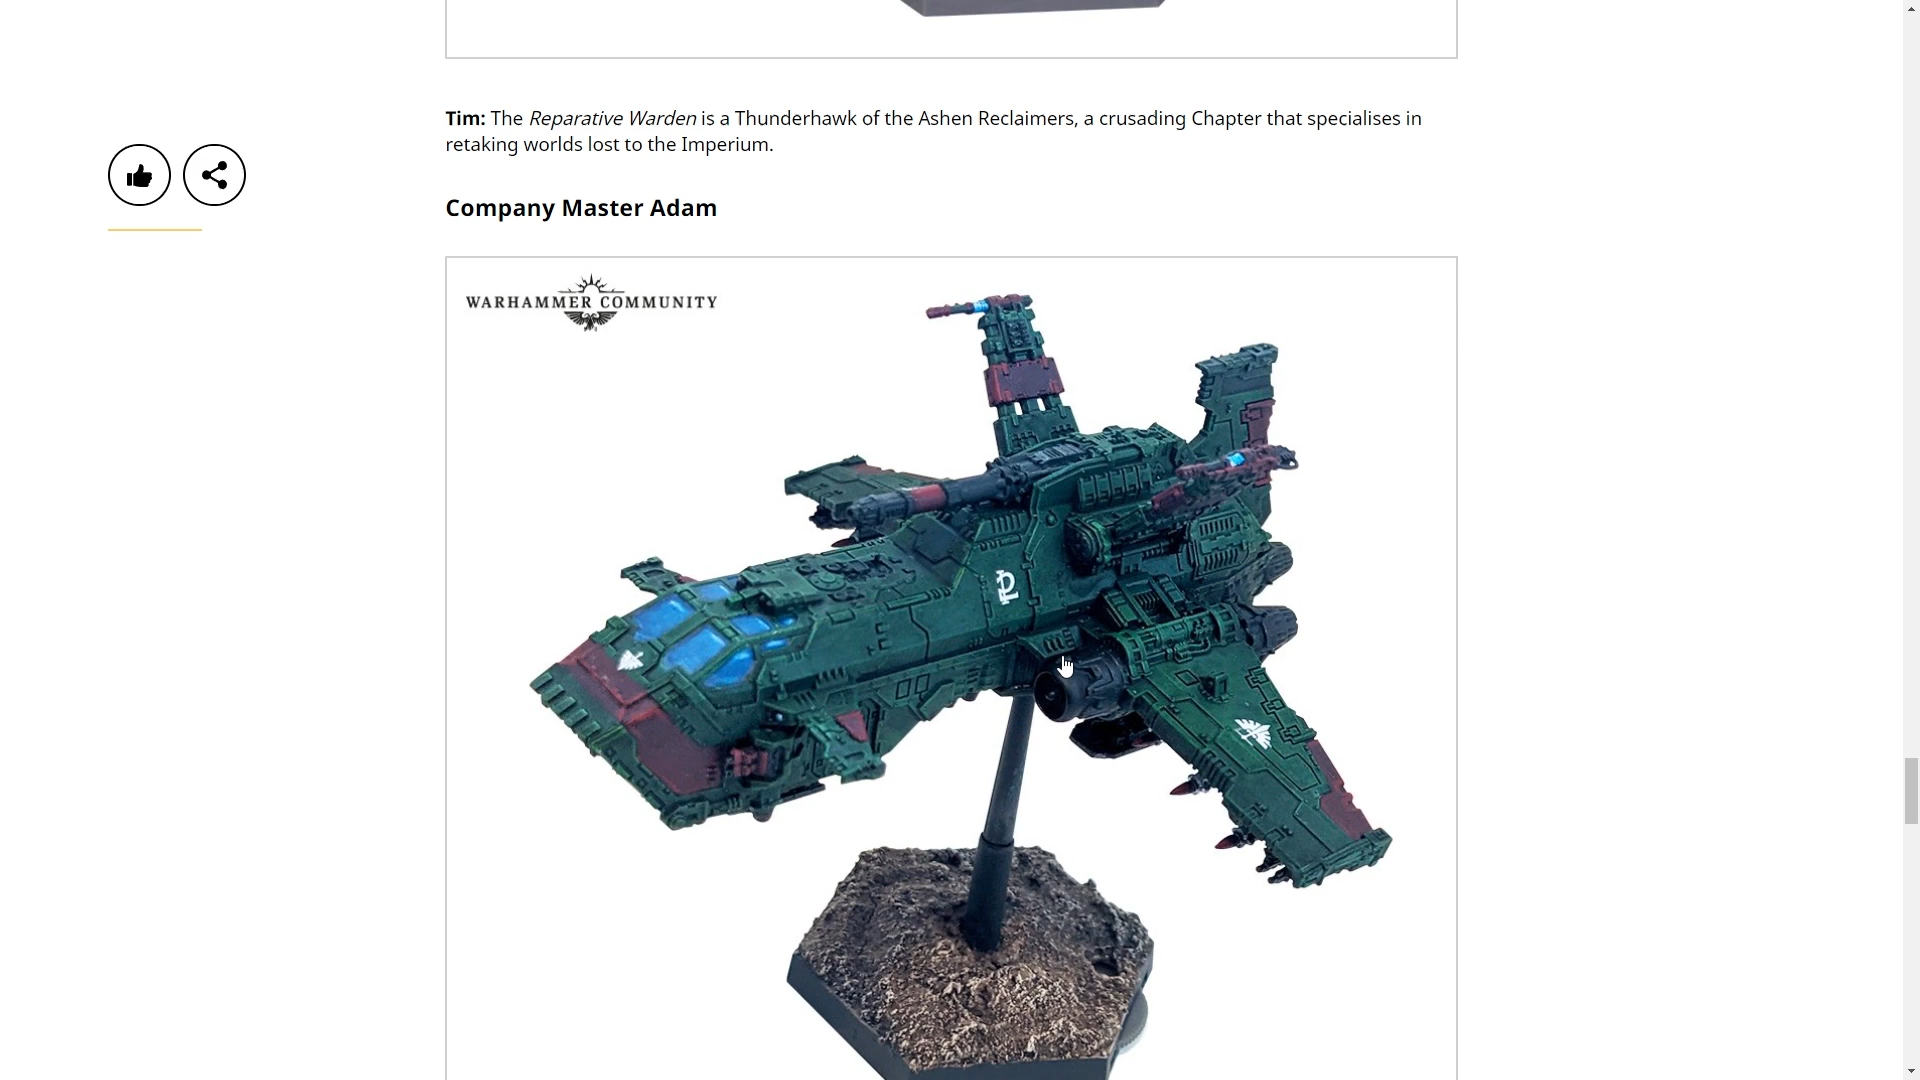 Tim: The Reparative Warden is a Thunderhawk of the Ashen Reclaimers, a crusading Chapter that specialises in
retaking worlds lost to the Imperium.
Company Master Adam
WARHAMMER COMMUNITY